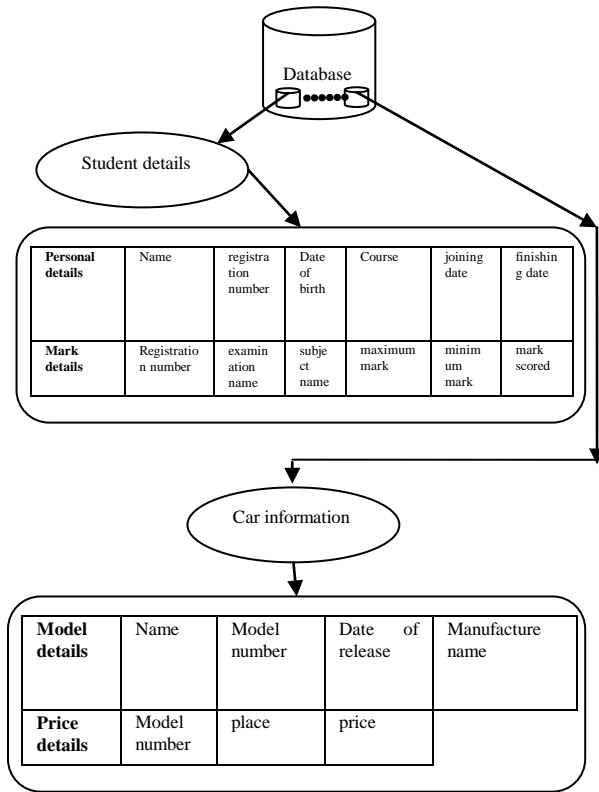 Database
Student details
Personal details
Name
registra
tion
number
Date
of
birth
Course
joining
date
finishin
g date
Mark
details
Registratio
n number
examin
ation
name
subje
ct
name
maximum
mark
minim
um
mark
mark
scored
Car information
Model
details
Name
Model
number
Date of
release
Manufacture
name
Price
details
Model
number
place
price